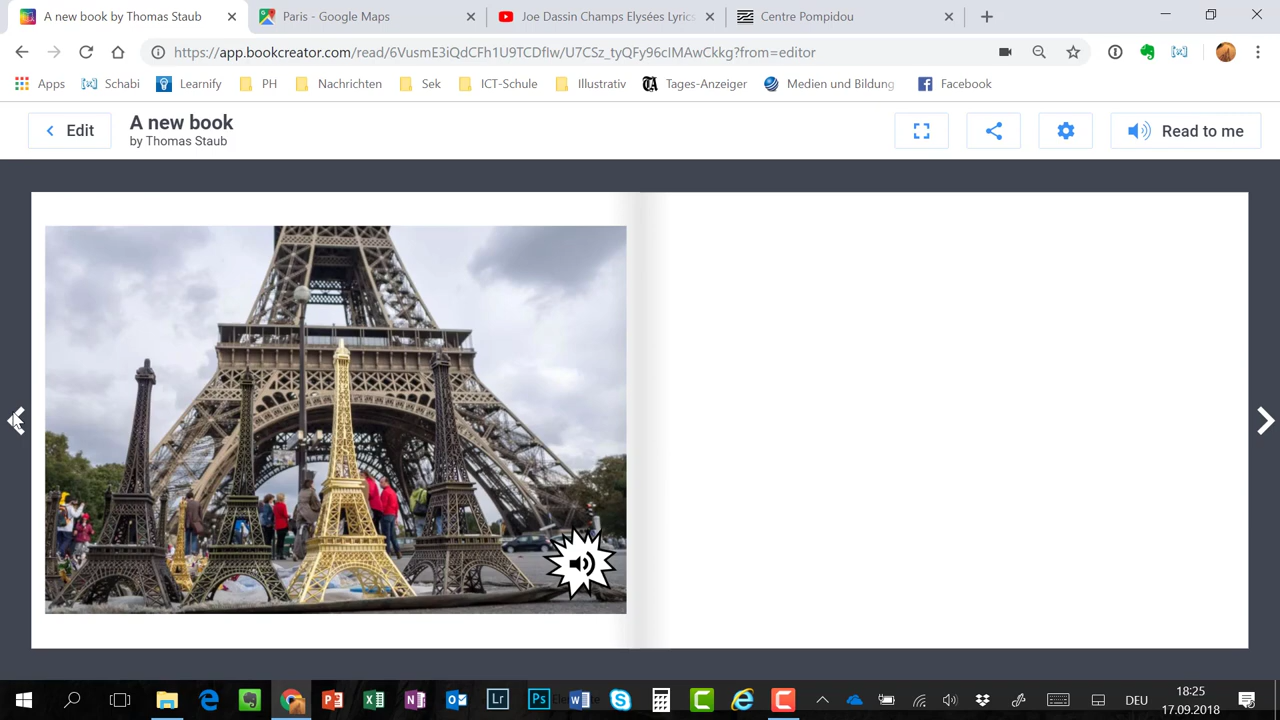 A new book by Thomas Staub
Paris - Google Maps
Joe Dassin Champs Elysées Lyrics
Centre Pompidou
https://app.bookcreator.com/read/6VusmE3iQdCFh1U9TCDflw/U7CSz_tyQFy96cIMAwCkkg?from=editor
Apps
Schabi
Learnify
PH
Nachrichten
Sek
ICT-Schule
Illustrativ
Tages-Anzeiger
Medien und Bildung
Facebook
Edit
A new book
by Thomas Staub
Read to me
DEU
18:25
17.09.2018